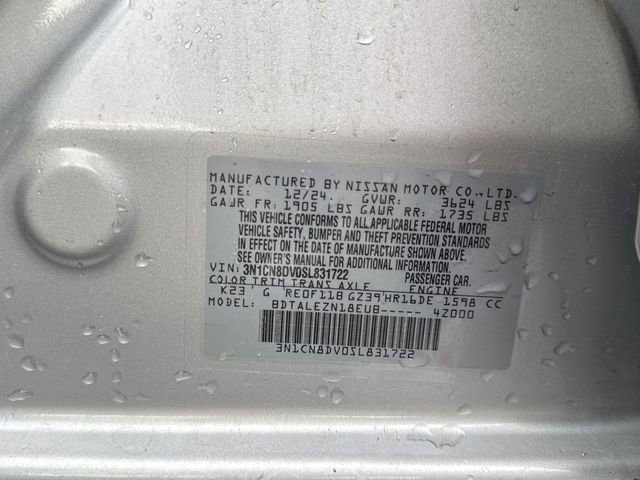 MANUFACTURED BY NISSAN MOTOR CO.,LTD.
DATE: 12/24. GVWR: 3624 LBS
GAWR FR: 1905 LBS GAWR RR: 1735 LBS
THIS VEHICLE CONFORMS TO ALL APPLICABLE FEDERAL MOTOR
VEHICLE SAFETY, BUMPER AND THEFT PREVENTION STANDARDS
IN EFFECT ON THE DATE OF MANUFACTURE SHOWN ABOVE.
SEE OWNER'S MANUAL FOR ADDITIONAL INFORMATION.
VIN: 3N1CN8DV0SL831722 PASSENGER CAR.
COLOR TRIM TRANS AXLE ENGINE
K23 G RE0F11B GZ39 HR16DE 1598 CC
MODEL: BDTALEZN18EUB----- 4Z000
3N1CN8DV0SL831722